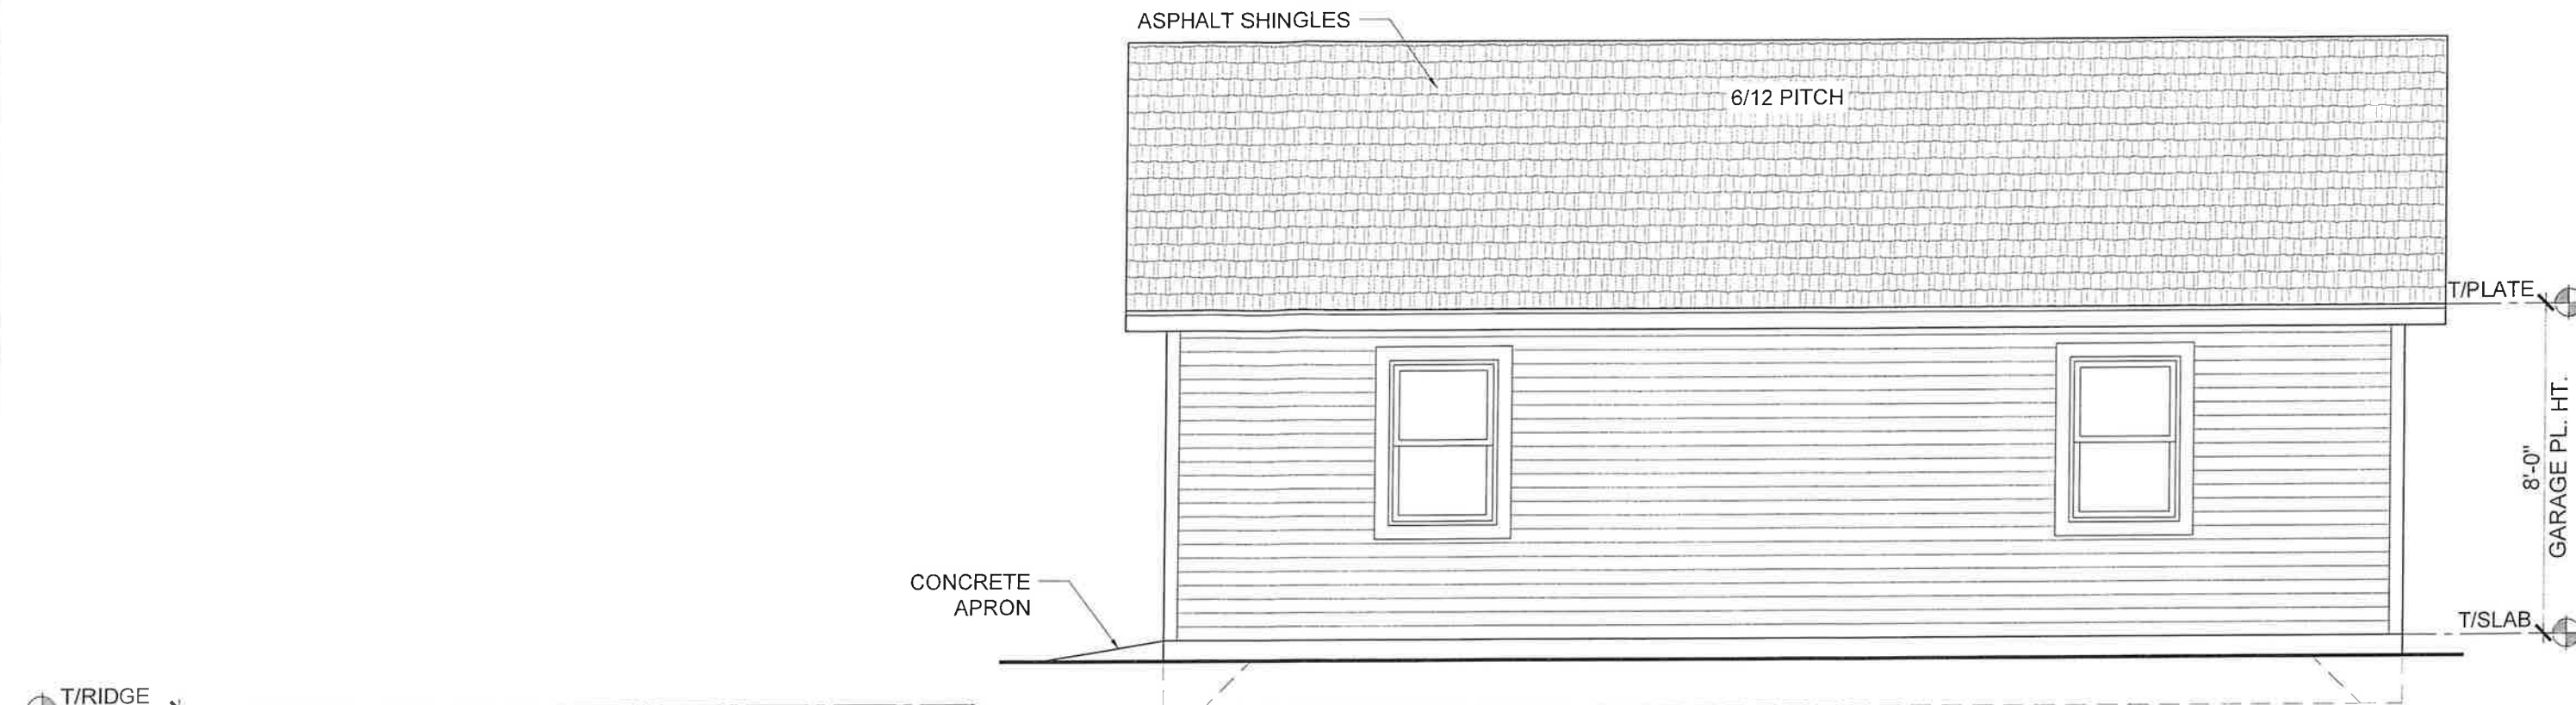 ASPHALT SHINGLES
6/12 PITCH
T/PLATE
8'-0"
GARAGE PL. HT.
CONCRETE
APRON
T/SLAB
T/RIDGE